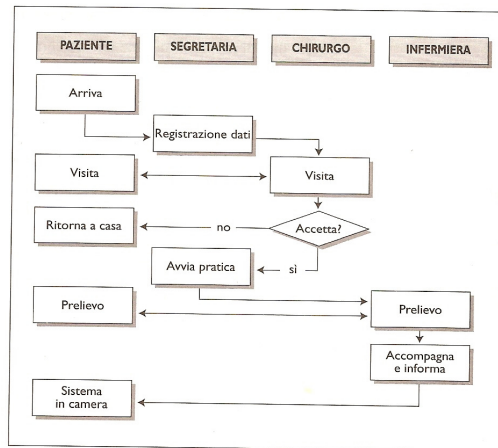 PAZIENTE
SEGRETARIA
CHIRURGO
INFERMIERA
Arriva
Registrazione dati
Visita
Visita
Ritorna a casa
no
Accetta?
Avvia pratica
sì
Prelievo
Prelievo
Accompagna
e informa
Sistema
in camera